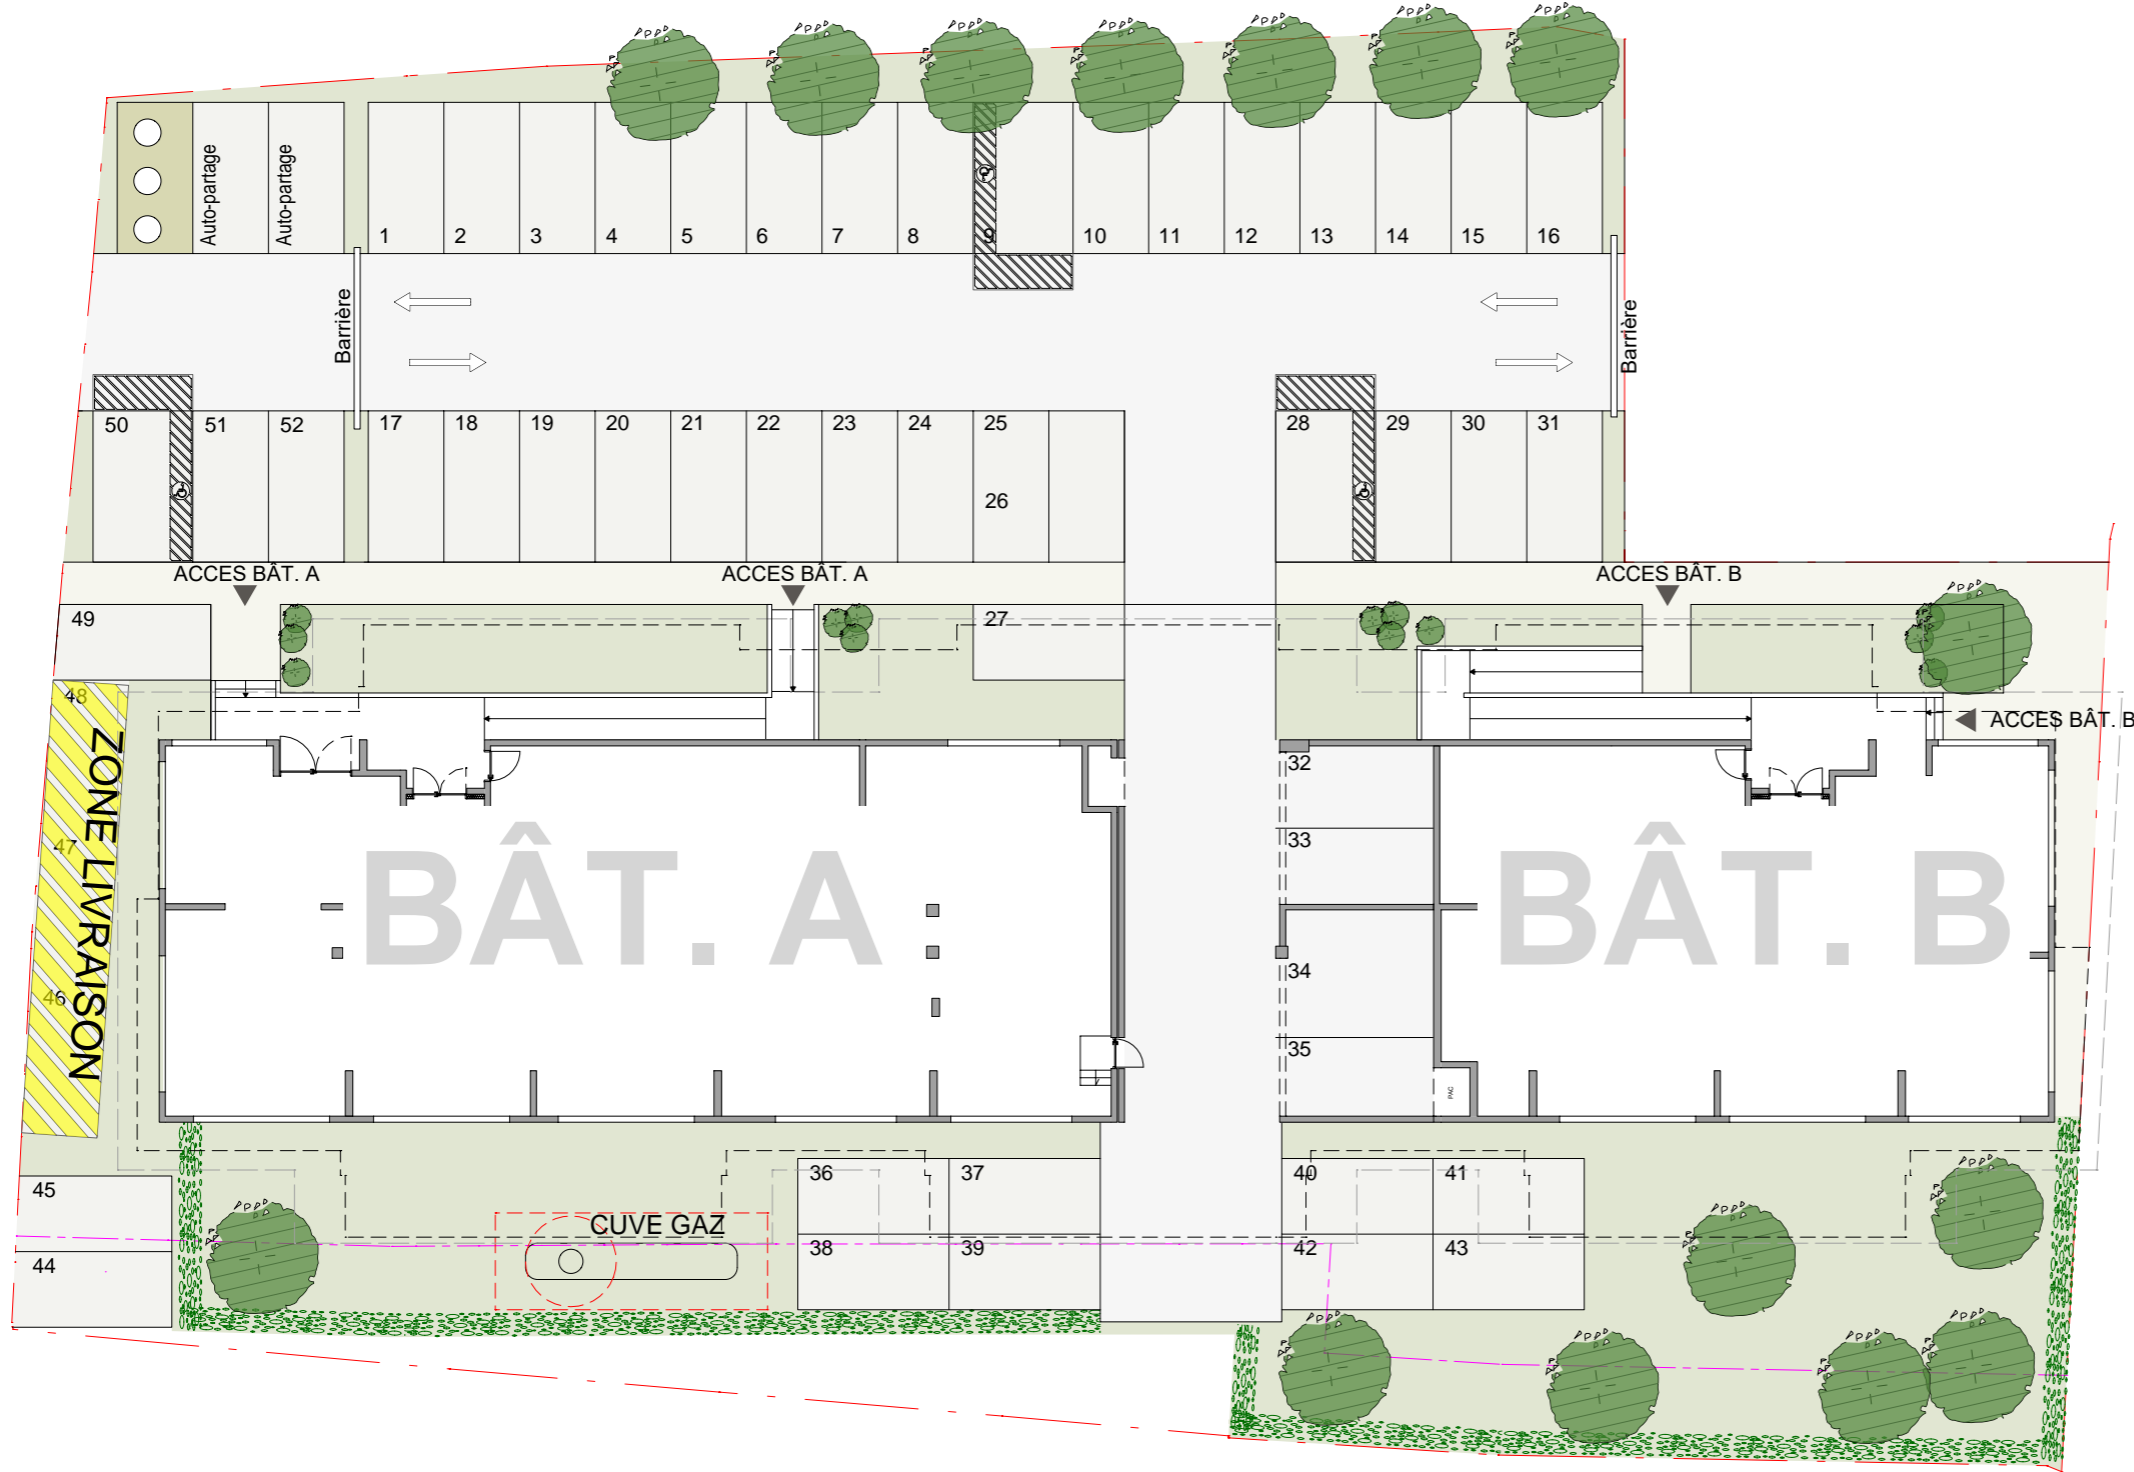 Auto-partage
Auto-partage
1 2 3 4 5 6 7 8 9 10 11 12 13 14 15 16
Barrière
Barrière
50 51 52 17 18 19 20 21 22 23 24 25 28 29 30 31
26
ACCES BÂT. A
ACCES BÂT. A
ACCES BÂT. B
49
27
48
ACCES BÂT. B
32
47
33
ZONE LIVRAISON
BÂT. A
BÂT. B
34
46
35
PAC
36 37 40 41
45
CUVE GAZ
38 39 42 43
44